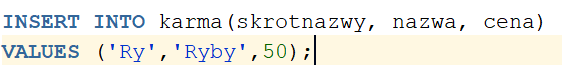 INSERT INTO karma(skrotnazwy, nazwa, cena)
VALUES ('Ry','Ryby',50);